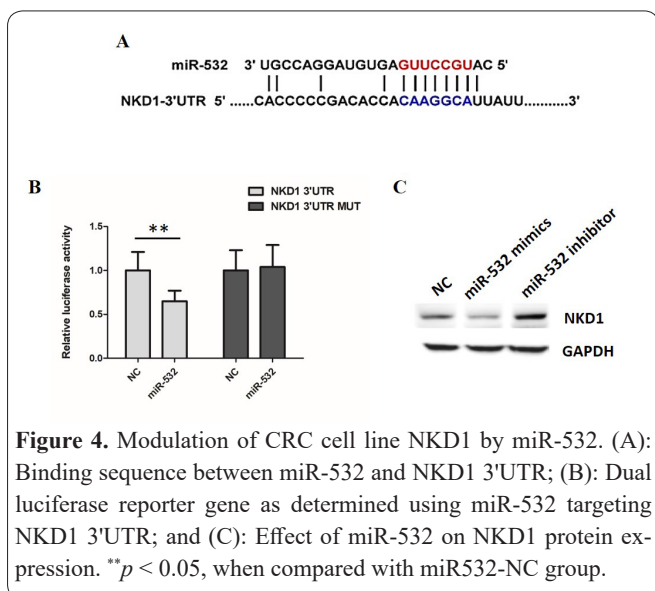 A
miR-532 3' UGCCAGGAUGUGAGUUCCGUAC 5'
NKD1-3'UTR 5' ......CACCCCCGACACCACAAGGCAUUAUU...........3'
B
NKD1 3'UTR
NKD1 3'UTR MUT
Relative luciferase activity
1.5
1.0
0.5
0.0
**
NC
miR-532
NC
miR-532
C
NC
miR-532 mimics
miR-532 inhibitor
NKD1
GAPDH
Figure 4. Modulation of CRC cell line NKD1 by miR-532. (A):
Binding sequence between miR-532 and NKD1 3'UTR; (B): Dual
luciferase reporter gene as determined using miR-532 targeting
NKD1 3'UTR; and (C): Effect of miR-532 on NKD1 protein ex-
pression. **p < 0.05, when compared with miR532-NC group.